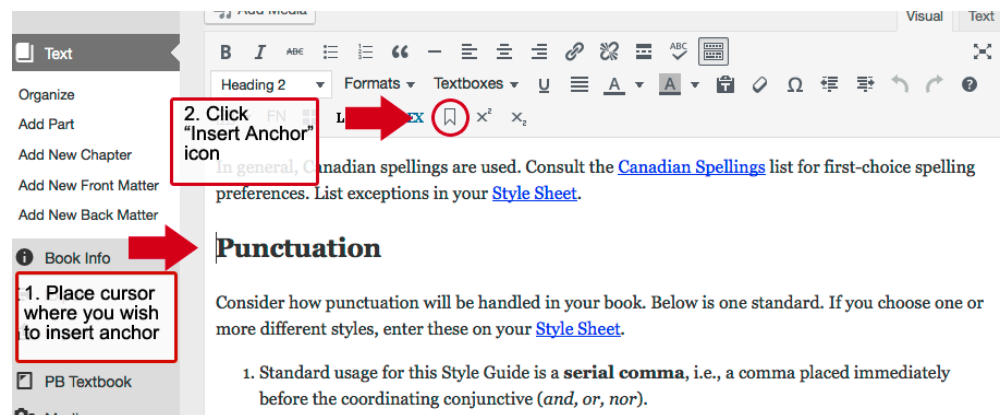 Add Media
Visual Text
Text
B I ABC “ ABC
Heading 2 Formats Textboxes U A A Ω
Organize
Add Part
Add New Chapter
Add New Front Matter
Add New Back Matter
Book Info
PB Textbook
2. Click
“Insert Anchor”
icon
FN L EX x² x₂
1. Place cursor
where you wish
to insert anchor
In general, Canadian spellings are used. Consult the Canadian Spellings list for first-choice spelling
preferences. List exceptions in your Style Sheet.
Punctuation
Consider how punctuation will be handled in your book. Below is one standard. If you choose one or
more different styles, enter these on your Style Sheet.
1. Standard usage for this Style Guide is a serial comma, i.e., a comma placed immediately
before the coordinating conjunctive (and, or, nor).